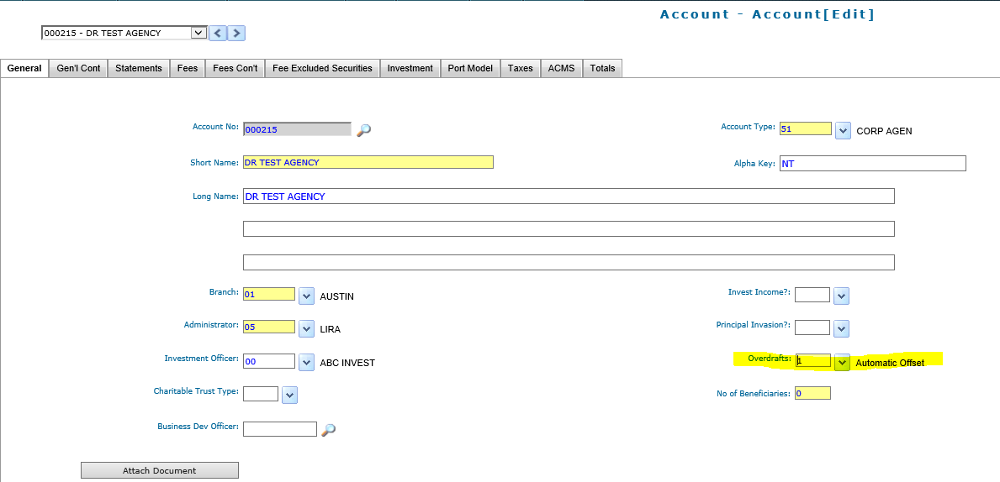 Account - Account[Edit]
000215 - DR TEST AGENCY
General Gen'l Cont Statements Fees Fees Con't Fee Excluded Securities Investment Port Model Taxes ACMS Totals
Account No: 000215 Account Type: 51 CORP AGEN
Short Name: DR TEST AGENCY Alpha Key: NT
Long Name: DR TEST AGENCY
Branch: 01 AUSTIN Invest Income?:
Administrator: 05 LIRA Principal Invasion?:
Investment Officer: 00 ABC INVEST Overdrafts: 1 Automatic Offset
Charitable Trust Type: No of Beneficiaries: 0
Business Dev Officer:
Attach Document